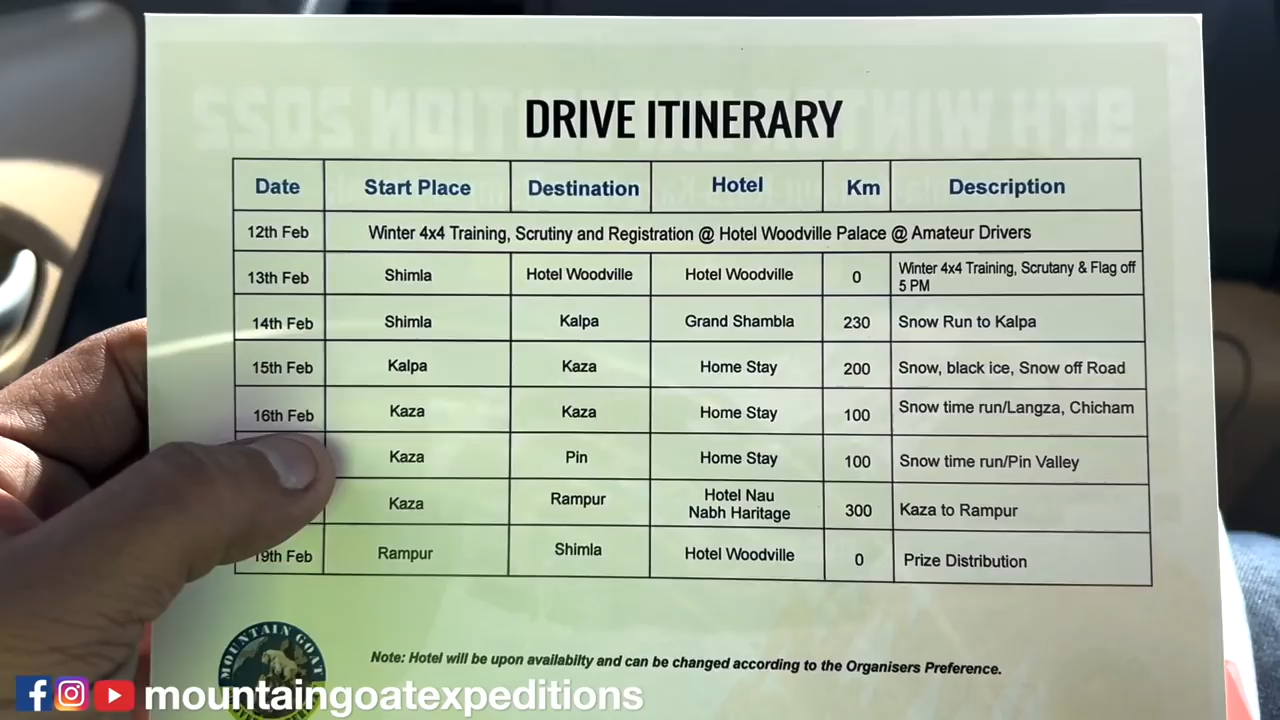 DRIVE ITINERARY
Date Start Place Destination Hotel Km Description
12th Feb Winter 4x4 Training, Scrutiny and Registration @ Hotel Woodville Palace @ Amateur Drivers
13th Feb Shimla Hotel Woodville Hotel Woodville 0 Winter 4x4 Training, Scrutany & Flag off
5 PM
14th Feb Shimla Kalpa Grand Shambla 230 Snow Run to Kalpa
15th Feb Kalpa Kaza Home Stay 200 Snow, black ice, Snow off Road
16th Feb Kaza Kaza Home Stay 100 Snow time run/Langza, Chicham
Kaza Pin Home Stay 100 Snow time run/Pin Valley
Kaza Rampur Hotel Nau
Nabh Haritage 300 Kaza to Rampur
19th Feb Rampur Shimla Hotel Woodville 0 Prize Distribution
Note: Hotel will be upon availabilty and can be changed according to the Organisers Preference.
MOUNTAIN GOAT
mountaingoatexpeditions